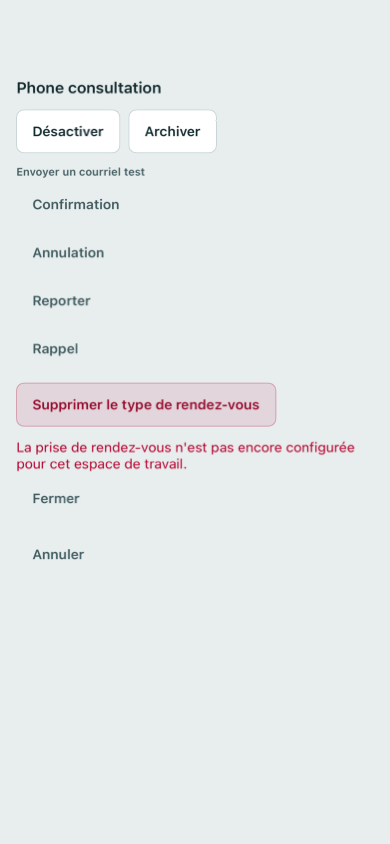 Phone consultation
Désactiver
Archiver
Envoyer un courriel test
Confirmation
Annulation
Reporter
Rappel
Supprimer le type de rendez-vous
La prise de rendez-vous n'est pas encore configurée
pour cet espace de travail.
Fermer
Annuler